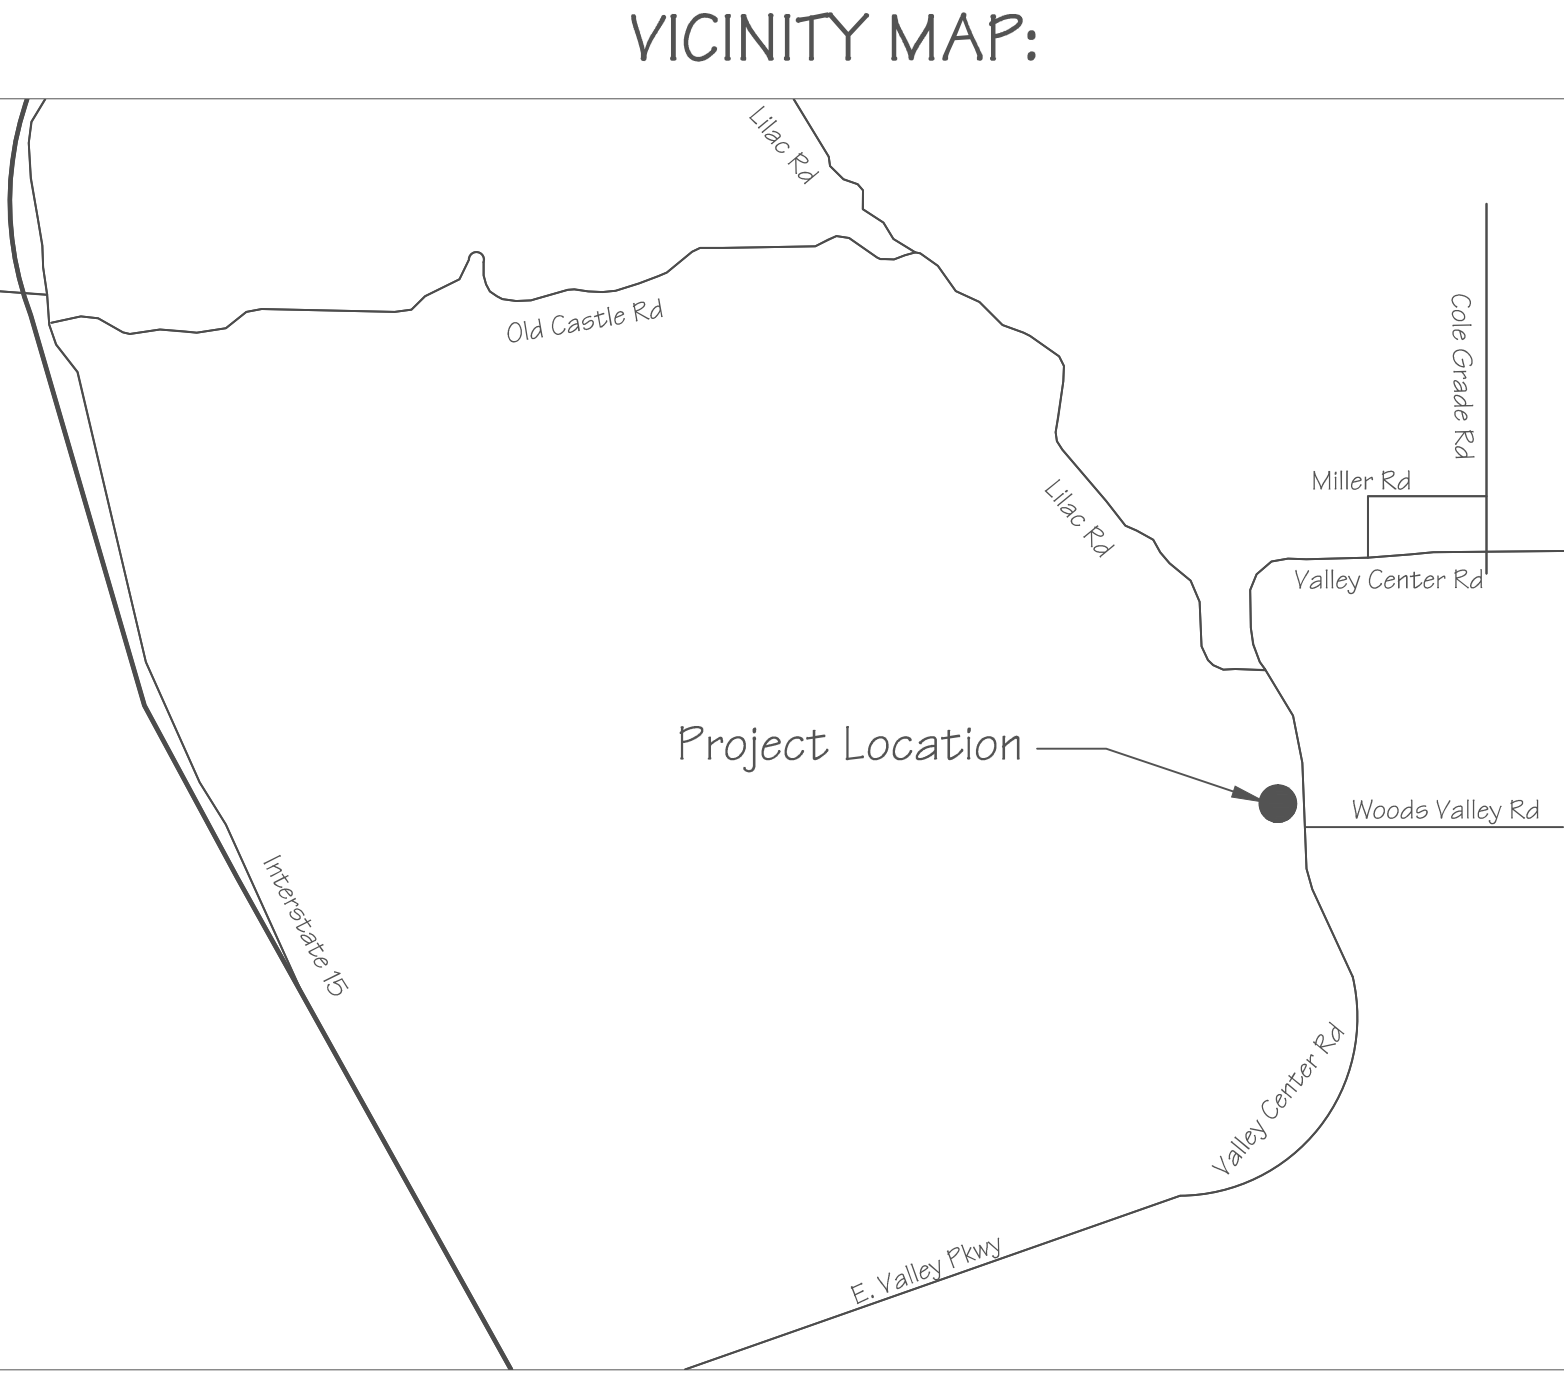 VICINITY MAP:
Lilac Rd
Old Castle Rd
Cole Grade Rd
Lilac Rd
Miller Rd
Valley Center Rd
Project Location
Woods Valley Rd
Interstate 15
Valley Center Rd
E. Valley Pkwy